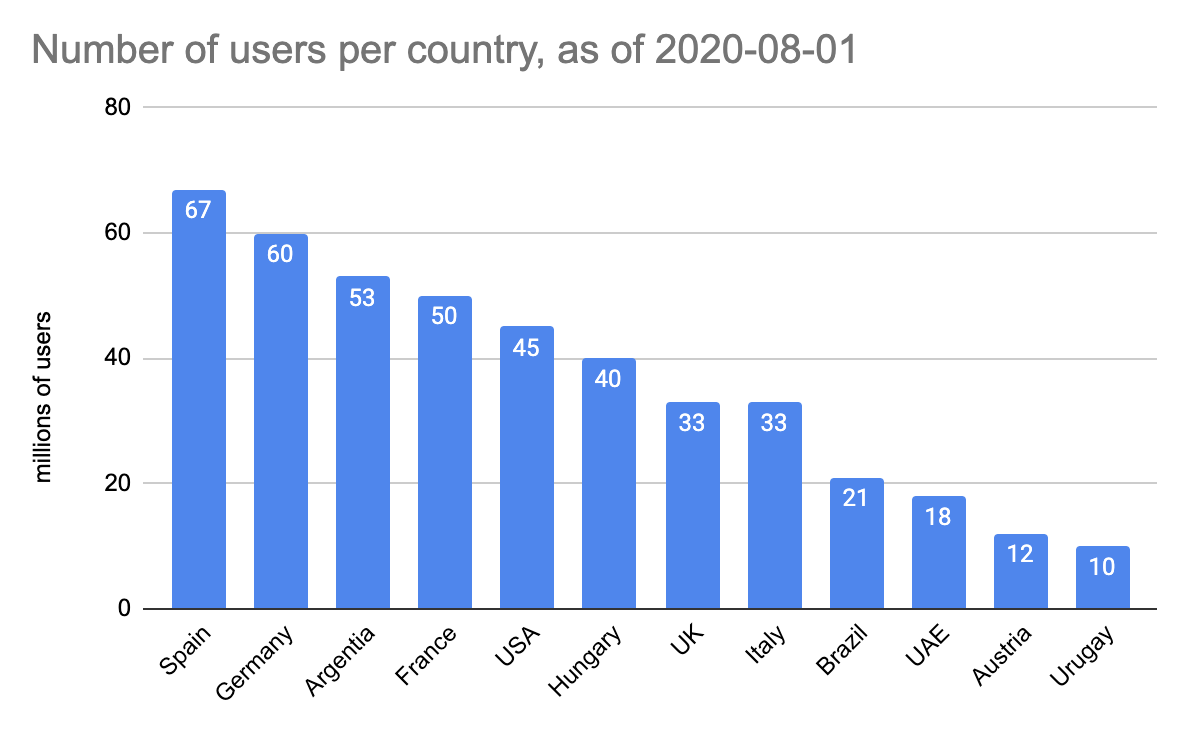 Number of users per country, as of 2020-08-01
millions of users
80
60
40
20
0
67
60
53
50
45
40
33
33
21
18
12
10
Spain
Germany
Argentia
France
USA
Hungary
UK
Italy
Brazil
UAE
Austria
Urugay